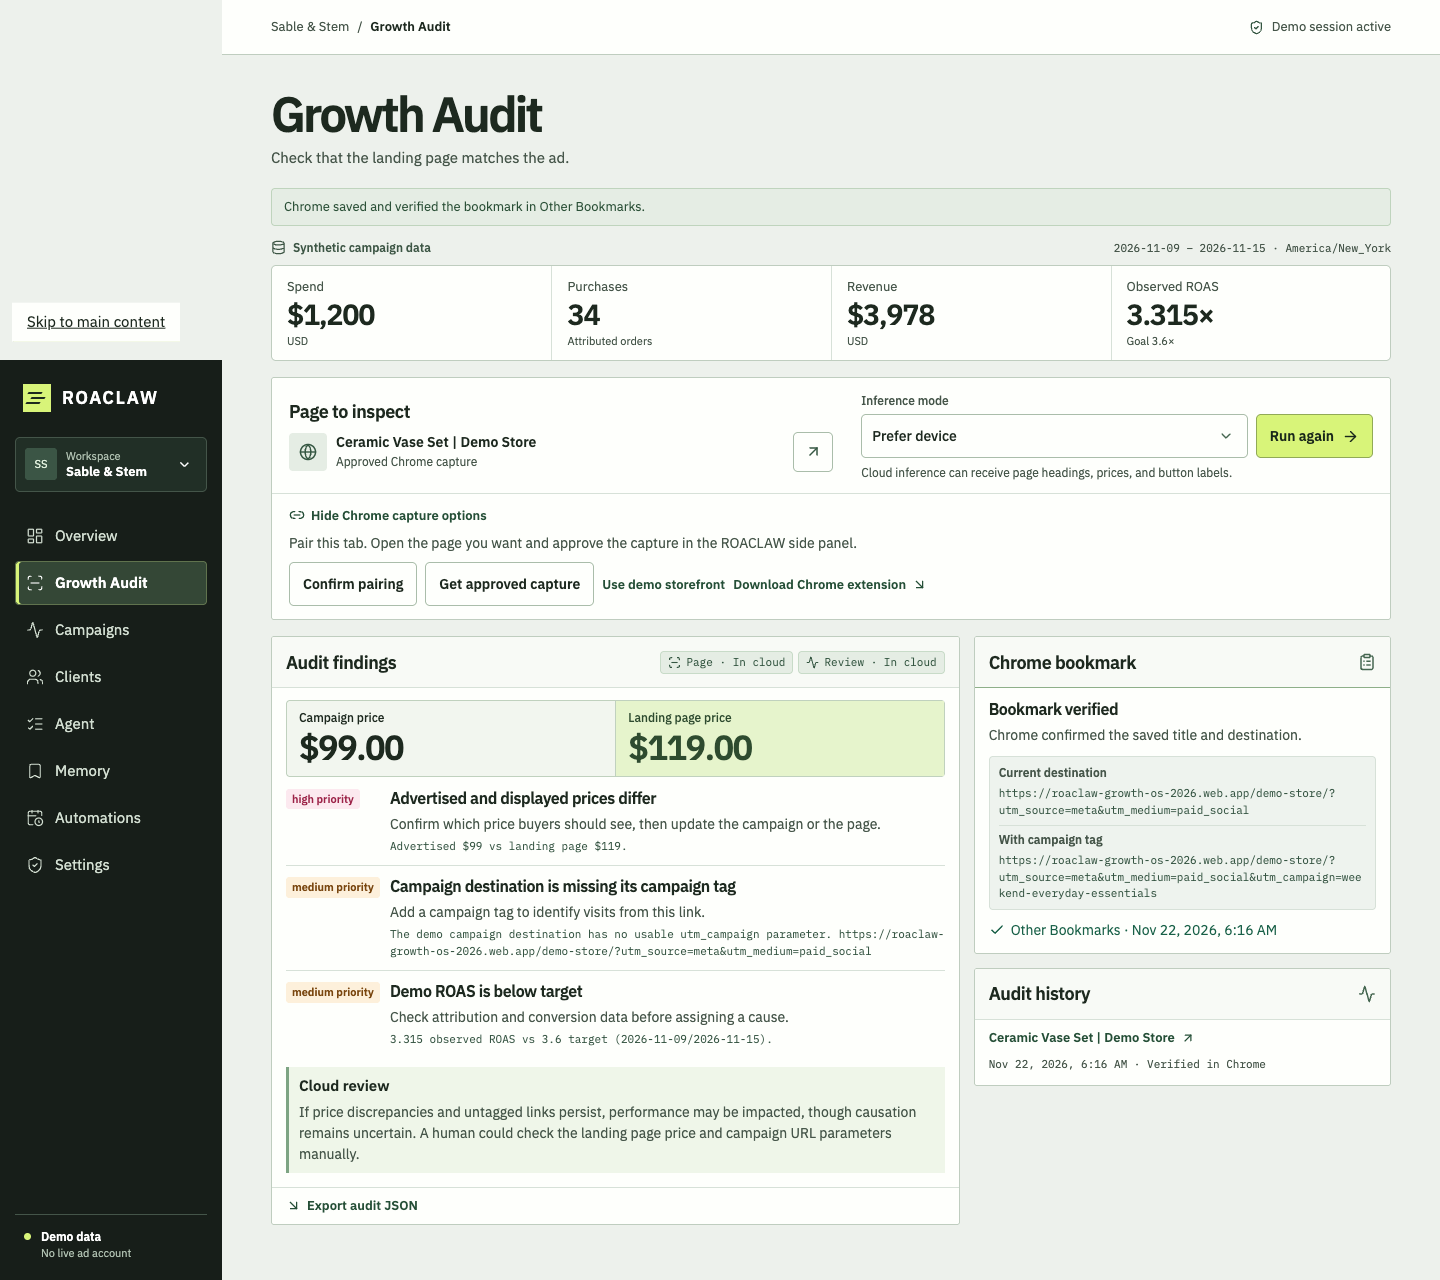 Sable & Stem / Growth Audit
Demo session active
Skip to main content
ROACLAW
SS
Workspace
Sable & Stem
Overview
Growth Audit
Campaigns
Clients
Agent
Memory
Automations
Settings
Demo data
No live ad account
Growth Audit
Check that the landing page matches the ad.
Chrome saved and verified the bookmark in Other Bookmarks.
Synthetic campaign data
2026-11-09 – 2026-11-15 · America/New_York
Spend
$1,200
USD
Purchases
34
Attributed orders
Revenue
$3,978
USD
Observed ROAS
3.315×
Goal 3.6×
Page to inspect
Ceramic Vase Set | Demo Store
Approved Chrome capture
Inference mode
Prefer device
Run again
Cloud inference can receive page headings, prices, and button labels.
Hide Chrome capture options
Pair this tab. Open the page you want and approve the capture in the ROACLAW side panel.
Confirm pairing
Get approved capture
Use demo storefront
Download Chrome extension
Audit findings
Page · In cloud
Review · In cloud
Campaign price
$99.00
Landing page price
$119.00
high priority
Advertised and displayed prices differ
Confirm which price buyers should see, then update the campaign or the page.
Advertised $99 vs landing page $119.
medium priority
Campaign destination is missing its campaign tag
Add a campaign tag to identify visits from this link.
The demo campaign destination has no usable utm_campaign parameter. https://roaclaw-
growth-os-2026.web.app/demo-store/?utm_source=meta&utm_medium=paid_social
medium priority
Demo ROAS is below target
Check attribution and conversion data before assigning a cause.
3.315 observed ROAS vs 3.6 target (2026-11-09/2026-11-15).
Cloud review
If price discrepancies and untagged links persist, performance may be impacted, though causation
remains uncertain. A human could check the landing page price and campaign URL parameters
manually.
Export audit JSON
Chrome bookmark
Bookmark verified
Chrome confirmed the saved title and destination.
Current destination
https://roaclaw-growth-os-2026.web.app/demo-store/?
utm_source=meta&utm_medium=paid_social
With campaign tag
https://roaclaw-growth-os-2026.web.app/demo-store/?
utm_source=meta&utm_medium=paid_social&utm_campaign=wee
kend-everyday-essentials
Other Bookmarks · Nov 22, 2026, 6:16 AM
Audit history
Ceramic Vase Set | Demo Store
Nov 22, 2026, 6:16 AM · Verified in Chrome